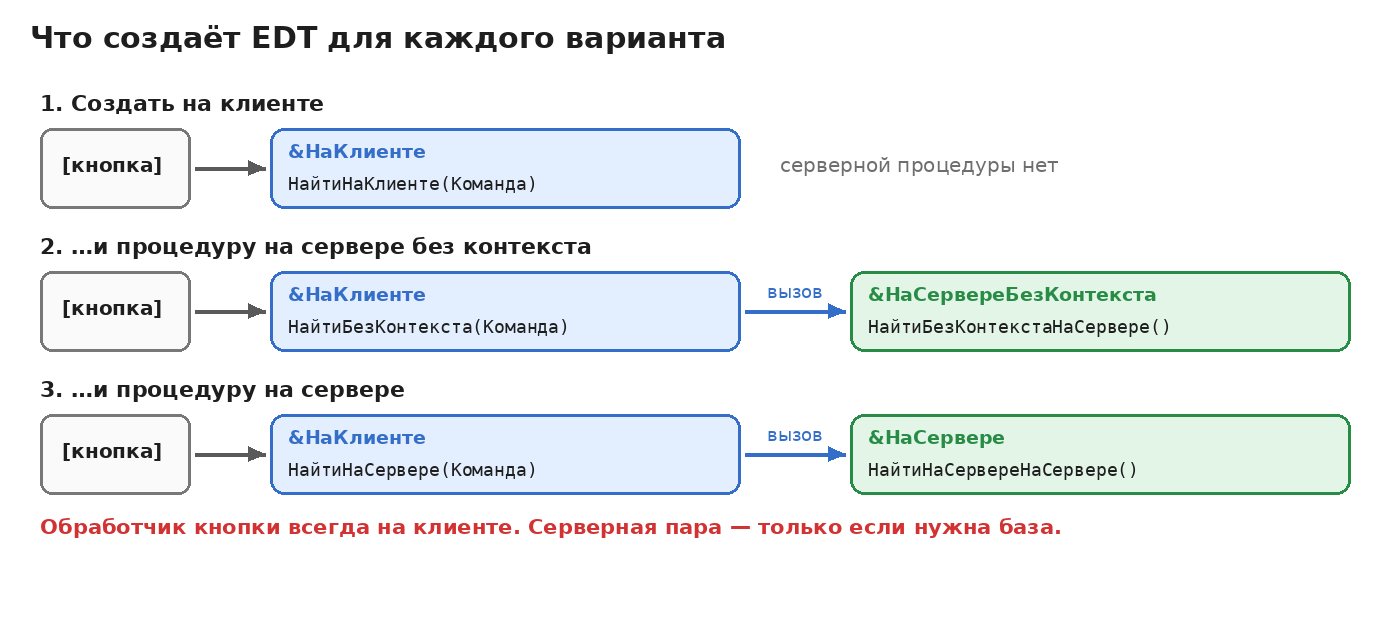 Что создаёт EDT для каждого варианта
1. Создать на клиенте
[кнопка]
&НаКлиенте
НайтиНаКлиенте(Команда)
серверной процедуры нет
2. …и процедуру на сервере без контекста
[кнопка]
&НаКлиенте
НайтиБезКонтекста(Команда)
вызов
&НаСервереБезКонтекста
НайтиБезКонтекстаНаСервере()
3. …и процедуру на сервере
[кнопка]
&НаКлиенте
НайтиНаСервере(Команда)
вызов
&НаСервере
НайтиНаСервереНаСервере()
Обработчик кнопки всегда на клиенте. Серверная пара — только если нужна база.